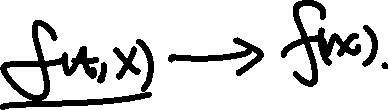 f(t,x) → f(x).